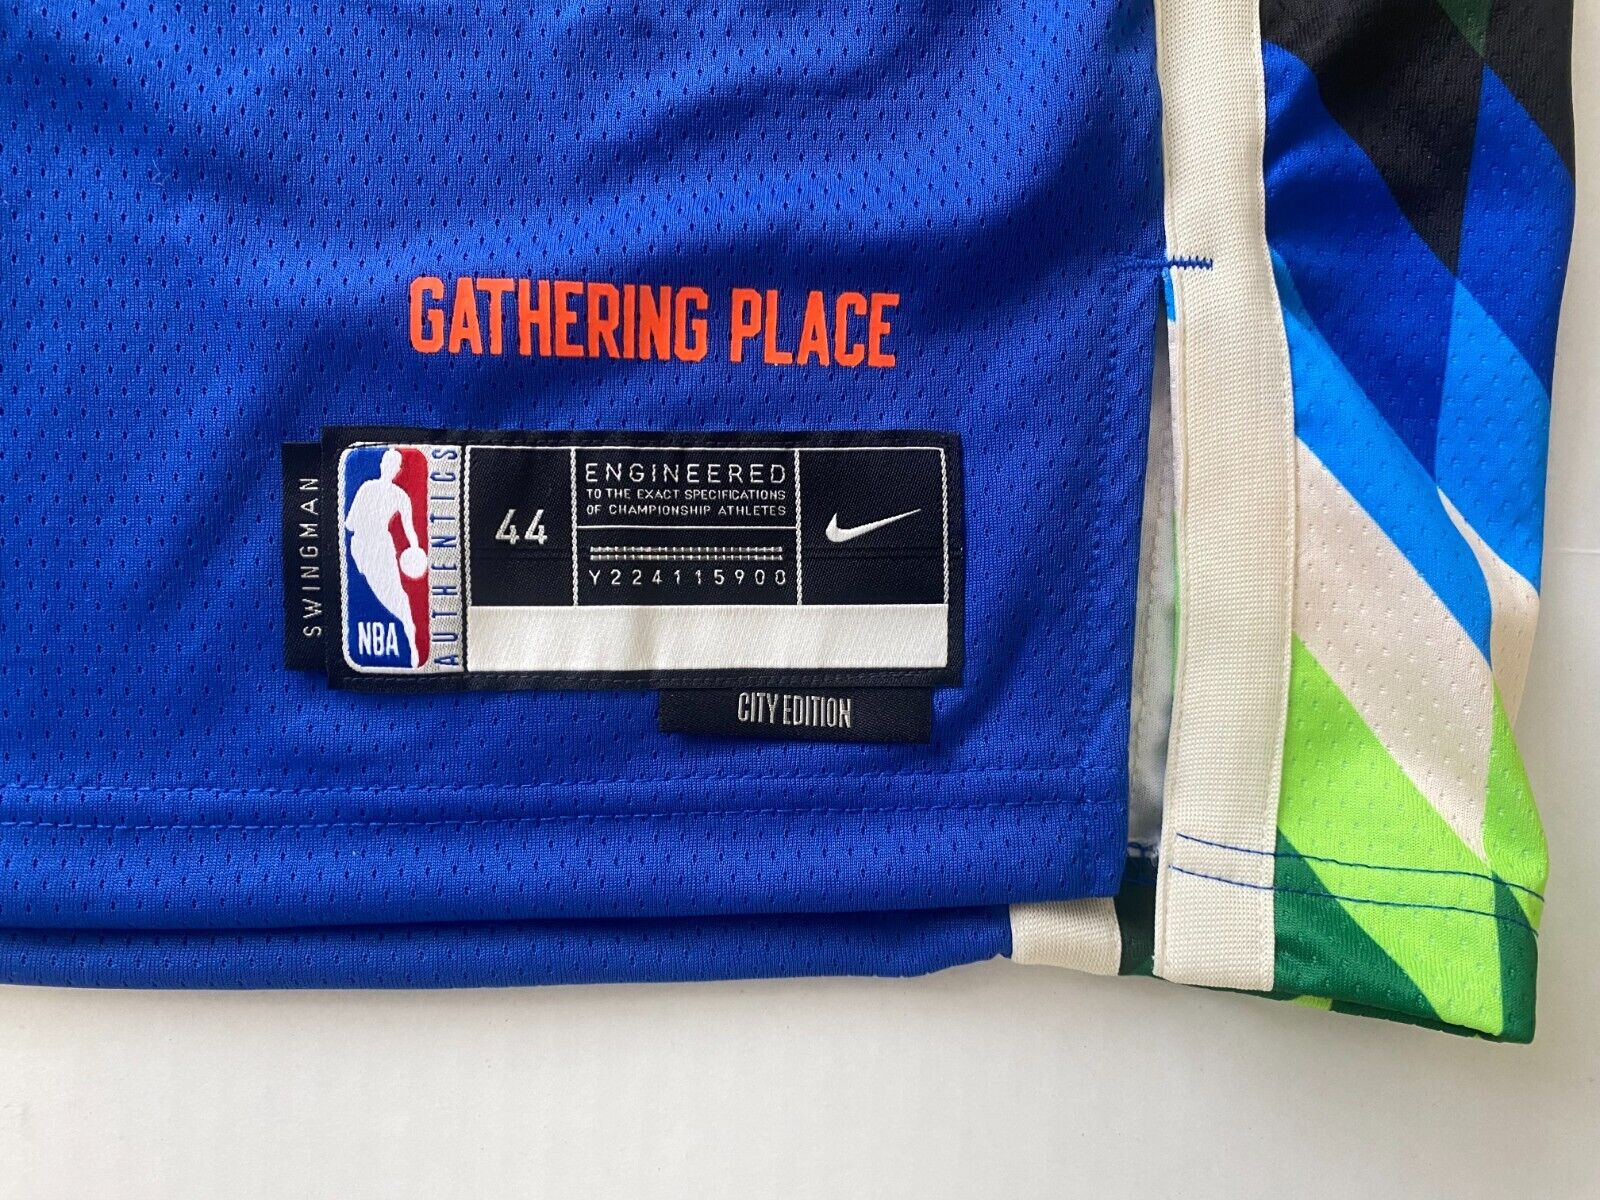 GATHERING PLACE
SWINGMAN
NBA
AUTHENTICS
44
ENGINEERED
TO THE EXACT SPECIFICATIONS
OF CHAMPIONSHIP ATHLETES
Y224115900
CITY EDITION